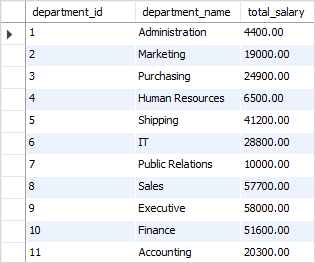 department_id department_name total_salary
1 Administration 4400.00
2 Marketing 19000.00
3 Purchasing 24900.00
4 Human Resources 6500.00
5 Shipping 41200.00
6 IT 28800.00
7 Public Relations 10000.00
8 Sales 57700.00
9 Executive 58000.00
10 Finance 51600.00
11 Accounting 20300.00